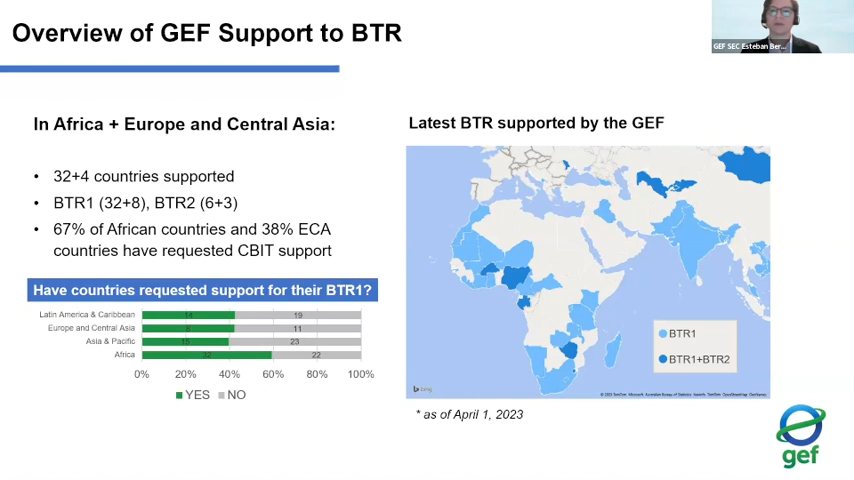 Overview of GEF Support to BTR
GEF SEC Esteban Ber...
In Africa + Europe and Central Asia:
• 32+4 countries supported
• BTR1 (32+8), BTR2 (6+3)
• 67% of African countries and 38% ECA
countries have requested CBIT support
Have countries requested support for their BTR1?
Latin America & Caribbean 14 19
Europe and Central Asia 8 11
Asia & Pacific 15 23
Africa 32 22
0% 20% 40% 60% 80% 100%
YES NO
Latest BTR supported by the GEF
BTR1
BTR1+BTR2
bing
* as of April 1, 2023
gef